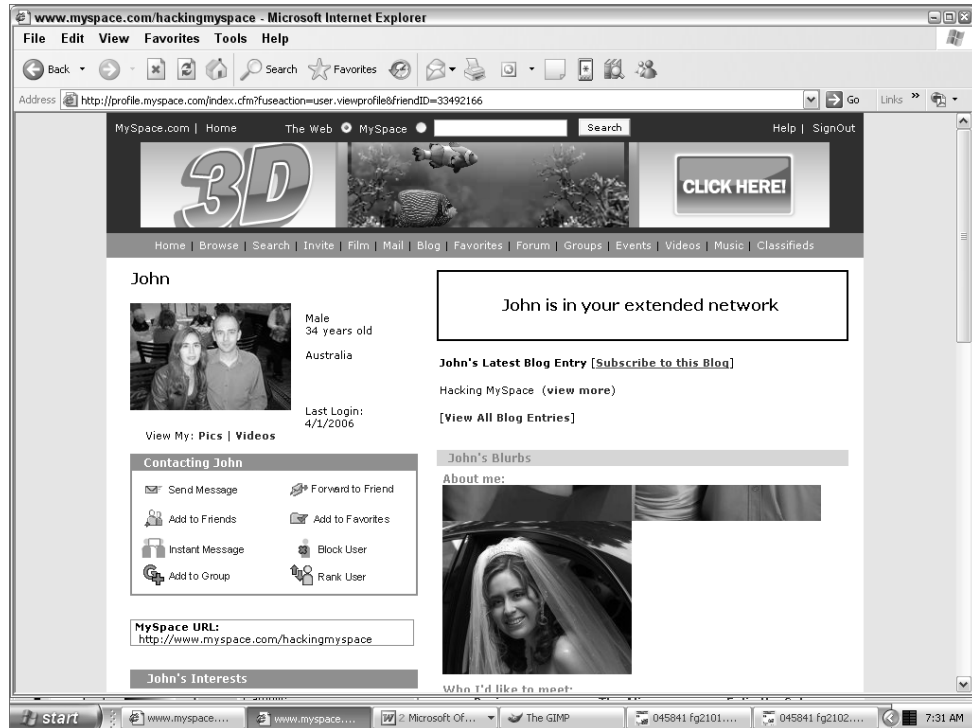 www.myspace.com/hackingmyspace - Microsoft Internet Explorer
File Edit View Favorites Tools Help
Back Search Favorites
Address http://profile.myspace.com/index.cfm?fuseaction=user.viewprofile&friendID=33492166 Go Links »
MySpace.com | Home The Web MySpace Search Help | SignOut
3D CLICK HERE!
Home | Browse | Search | Invite | Film | Mail | Blog | Favorites | Forum | Groups | Events | Videos | Music | Classifieds
John
Male
34 years old
Australia
Last Login:
4/1/2006
View My: Pics | Videos
Contacting John
Send Message Forward to Friend
Add to Friends Add to Favorites
Instant Message Block User
Add to Group Rank User
MySpace URL:
http://www.myspace.com/hackingmyspace
John's Interests
John is in your extended network
John's Latest Blog Entry [Subscribe to this Blog]
Hacking MySpace (view more)
[View All Blog Entries]
John's Blurbs
About me:
Who I'd like to meet:
start www.myspace.... www.myspace.... 2 Microsoft Of... The GIMP 045841 fg2101.... 045841 fg2102.... 7:31 AM